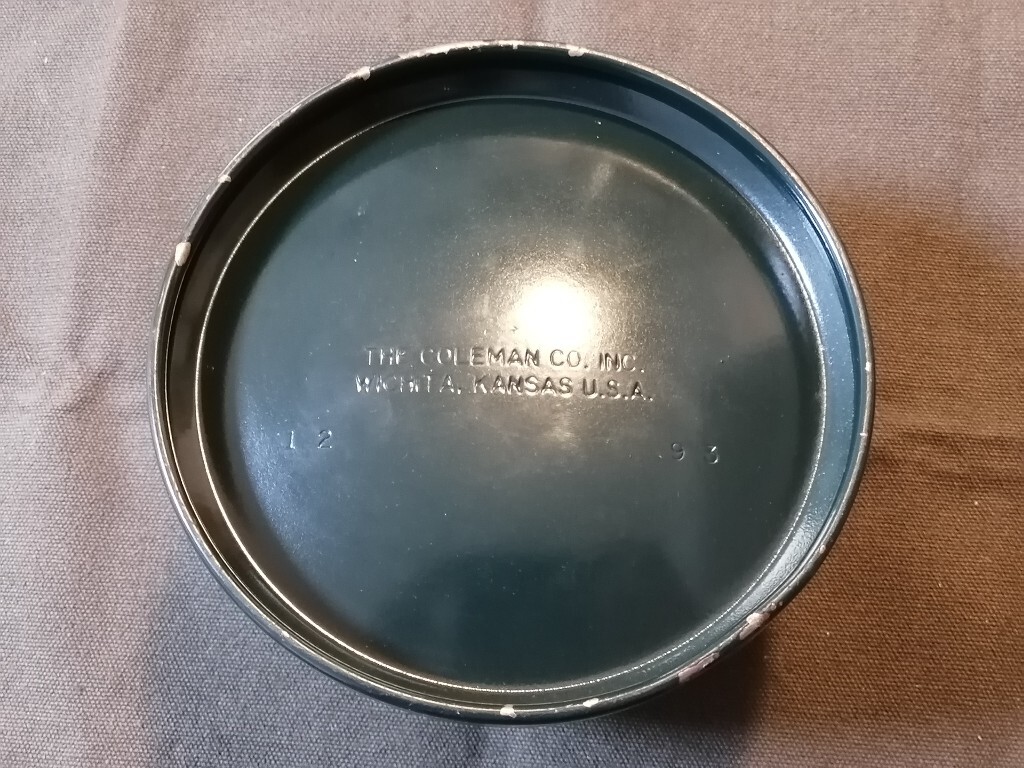 THE COLEMAN CO. INC.
WICHITA, KANSAS U.S.A.
12 93